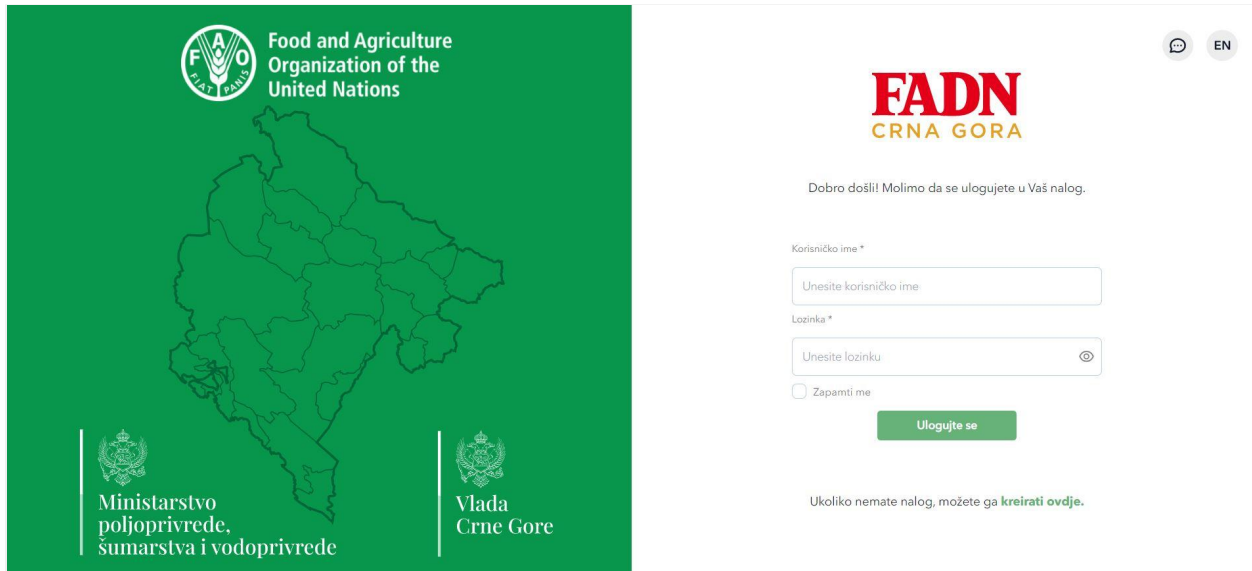 FAO
FIAT PANIS
Food and Agriculture
Organization of the
United Nations
Ministarstvo
poljoprivrede,
šumarstva i vodoprivrede
Vlada
Crne Gore
EN
FADN
CRNA GORA
Dobro došli! Molimo da se ulogujete u Vaš nalog.
Korisničko ime *
Unesite korisničko ime
Lozinka *
Unesite lozinku
Zapamti me
Ulogujte se
Ukoliko nemate nalog, možete ga kreirati ovdje.